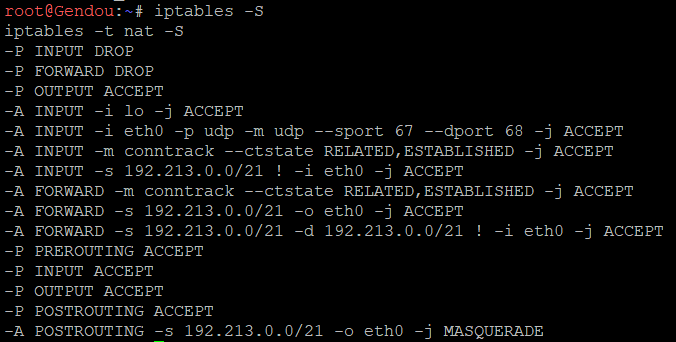 root@Gendou:~# iptables -S
iptables -t nat -S
-P INPUT DROP
-P FORWARD DROP
-P OUTPUT ACCEPT
-A INPUT -i lo -j ACCEPT
-A INPUT -i eth0 -p udp -m udp --sport 67 --dport 68 -j ACCEPT
-A INPUT -m conntrack --ctstate RELATED,ESTABLISHED -j ACCEPT
-A INPUT -s 192.213.0.0/21 ! -i eth0 -j ACCEPT
-A FORWARD -m conntrack --ctstate RELATED,ESTABLISHED -j ACCEPT
-A FORWARD -s 192.213.0.0/21 -o eth0 -j ACCEPT
-A FORWARD -s 192.213.0.0/21 -d 192.213.0.0/21 ! -i eth0 -j ACCEPT
-P PREROUTING ACCEPT
-P INPUT ACCEPT
-P OUTPUT ACCEPT
-P POSTROUTING ACCEPT
-A POSTROUTING -s 192.213.0.0/21 -o eth0 -j MASQUERADE